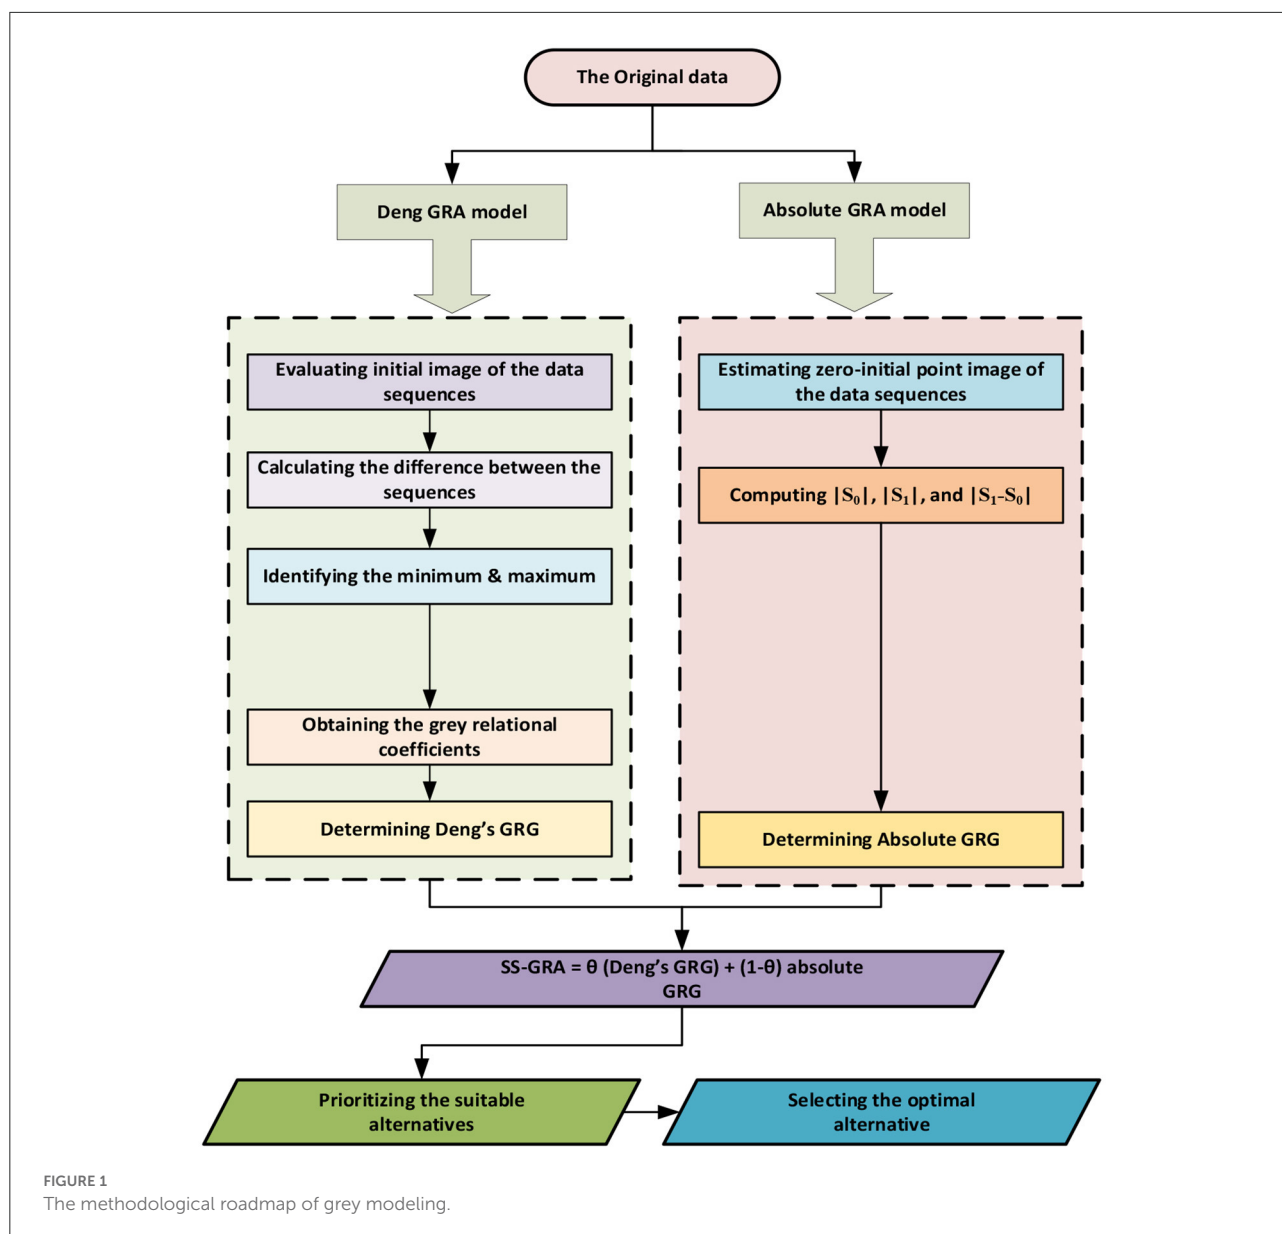 The Original data
Deng GRA model
Absolute GRA model
Evaluating initial image of the data
sequences
Calculating the difference between the
sequences
Identifying the minimum & maximum
Obtaining the grey relational
coefficients
Determining Deng’s GRG
Estimating zero-initial point image of
the data sequences
Computing |S₀|, |S₁|, and |S₁-S₀|
Determining Absolute GRG
SS-GRA = θ (Deng’s GRG) + (1-θ) absolute
GRG
Prioritizing the suitable
alternatives
Selecting the optimal
alternative
FIGURE 1
The methodological roadmap of grey modeling.